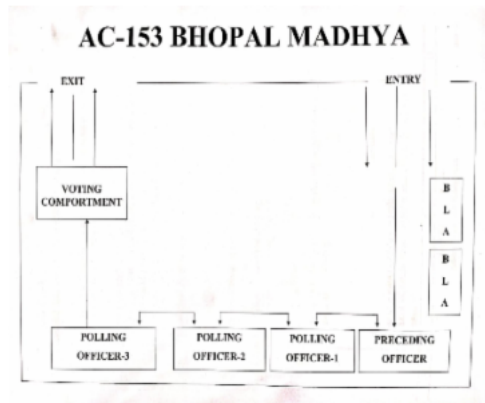 AC-153 BHOPAL MADHYA
EXIT
ENTRY
VOTING
COMPORTMENT
B
L
A
B
L
A
POLLING
OFFICER-3
POLLING
OFFICER-2
POLLING
OFFICER-1
PRECEDING
OFFICER